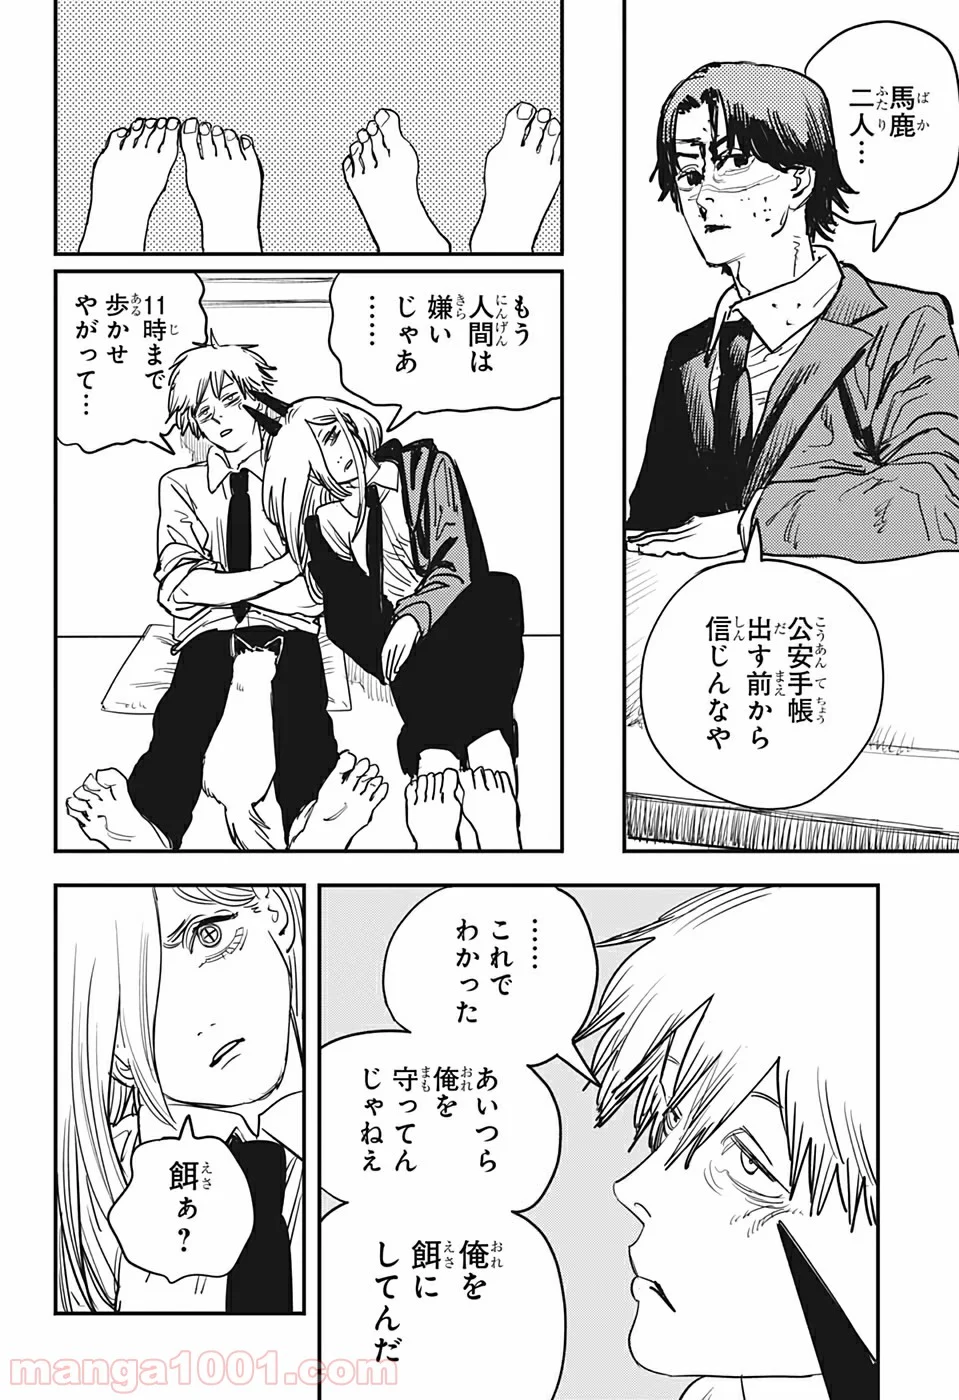 馬鹿
二人…
公安手帳
出す前から
信じんなや
もう
人間は
嫌い
じゃあ
……
11時まで
歩かせ
やがって…
……
これで
わかった
あいつら
俺を
守ってん
じゃねえ
俺を
餌に
してんだ
餌ぁ?
manga1001.com